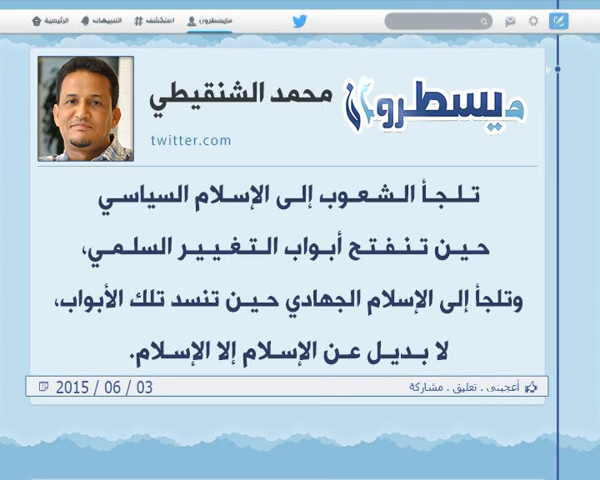 الرئيسية
التنبيهات
استكشف
مايسطرون
مايسطرون
محمد الشنقيطي
twitter.com
تلجأ الشعوب إلى الإسلام السياسي
حين تنفتح أبواب التغيير السلمي،
وتلجأ إلى الإسلام الجهادي حين تنسد تلك الأبواب،
لا بديل عن الإسلام إلا الإسلام.
أعجبنى . تعليق . مشاركة
2015 / 06 / 03